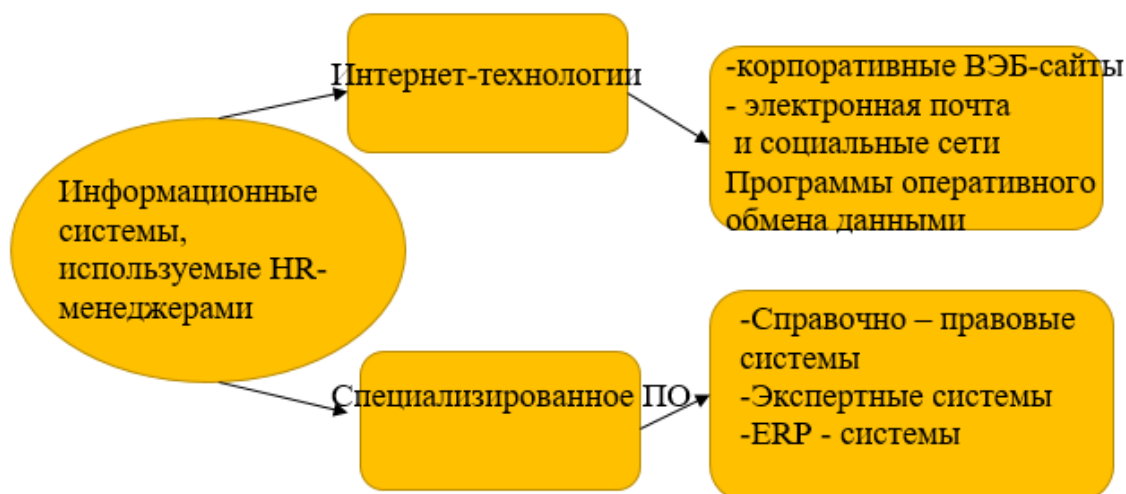 Информационные
системы,
используемые HR-
менеджерами
Интернет-технологии
-корпоративные ВЭБ-сайты
- электронная почта
и социальные сети
Программы оперативного
обмена данными
Специализированное ПО
-Справочно – правовые
системы
-Экспертные системы
-ERP - системы